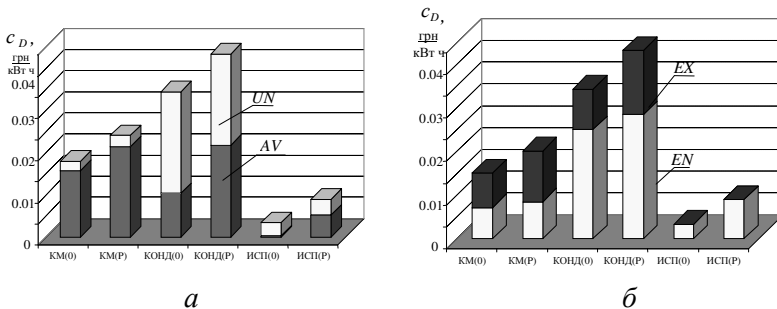 c_D,
грн
кВт ч
0.04
0.03
0.02
0.01
0
UN
AV
КМ(0) КМ(Р) КОНД(0) КОНД(Р) ИСП(0) ИСП(Р)
а
c_D,
грн
кВт ч
0.04
0.03
0.02
0.01
0
EX
EN
КМ(0) КМ(Р) КОНД(0) КОНД(Р) ИСП(0) ИСП(Р)
б